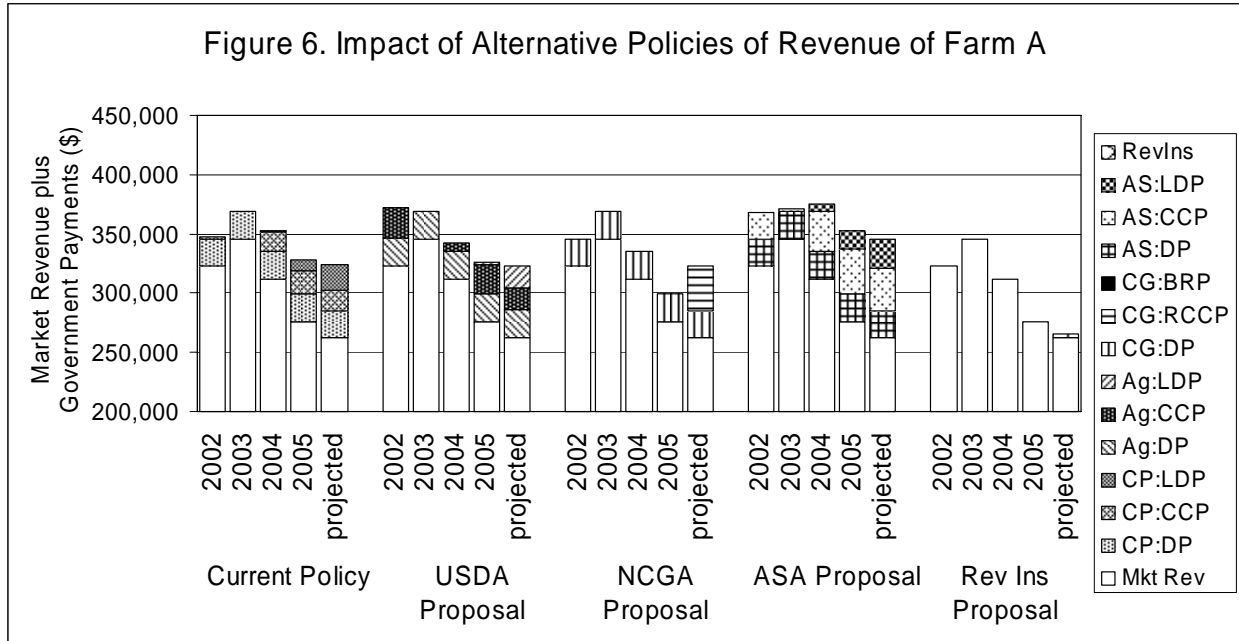 Figure 6. Impact of Alternative Policies of Revenue of Farm A
Market Revenue plus
Government Payments ($)
450,000
400,000
350,000
300,000
250,000
200,000
2002
2003
2004
2005
projected
2002
2003
2004
2005
projected
2002
2003
2004
2005
projected
2002
2003
2004
2005
projected
2002
2003
2004
2005
projected
Current Policy
USDA
Proposal
NCGA
Proposal
ASA Proposal
Rev Ins
Proposal
RevIns
AS:LDP
AS:CCP
AS:DP
CG:BRP
CG:RCCP
CG:DP
Ag:LDP
Ag:CCP
Ag:DP
CP:LDP
CP:CCP
CP:DP
Mkt Rev